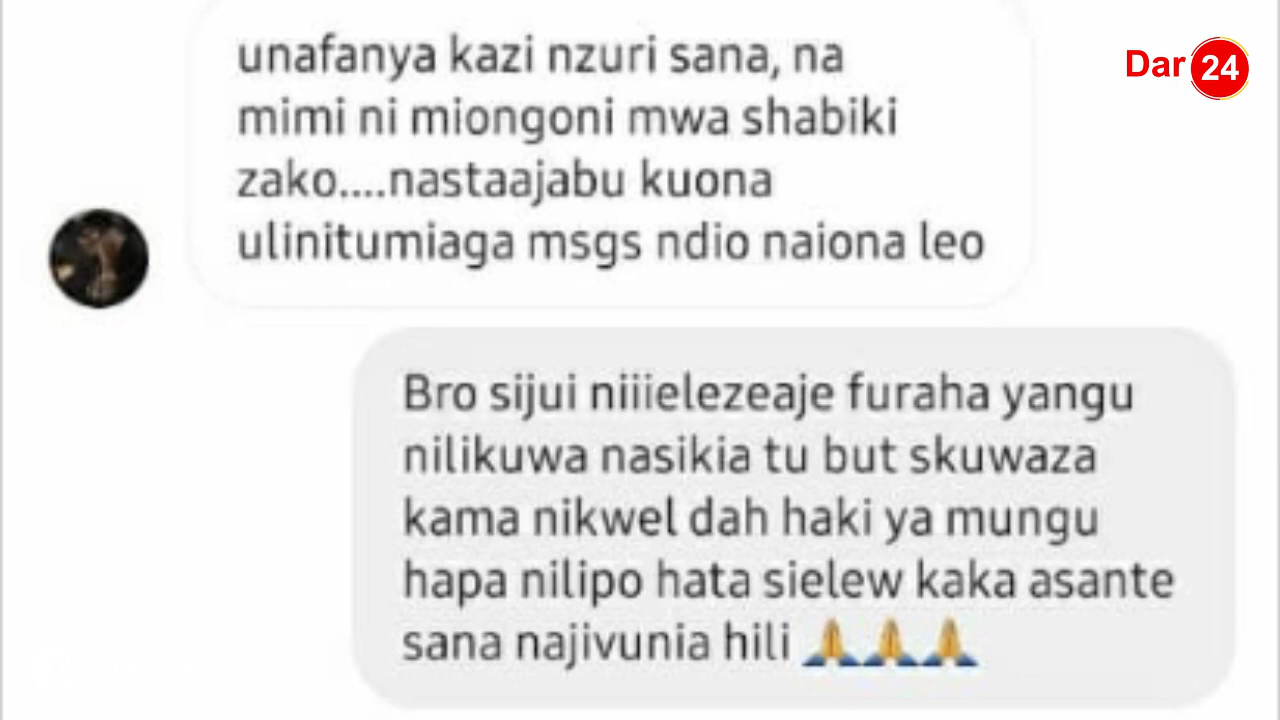 Dar 24
unafanya kazi nzuri sana, na
mimi ni miongoni mwa shabiki
zako....nastaajabu kuona
ulinitumiaga msgs ndio naiona leo
Bro sijui niiielezeaje furaha yangu
nilikuwa nasikia tu but skuwaza
kama nikwel dah haki ya mungu
hapa nilipo hata sielew kaka asante
sana najivunia hili 🙏🙏🙏